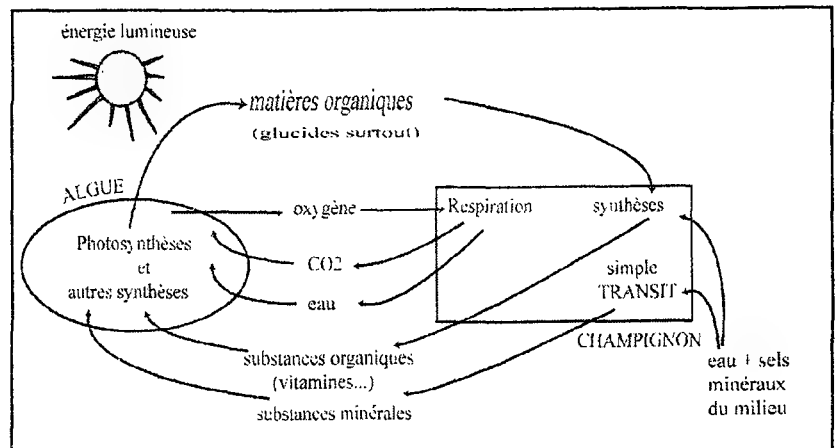 énergie lumineuse
matières organiques
(glucides surtout)
ALGUE
oxygène
Respiration
synthèses
Photosynthèses
et
autres synthèses
CO2
eau
simple
TRANSIT
CHAMPIGNON
substances organiques
(vitamines...)
substances minérales
eau + sels
minéraux
du milieu